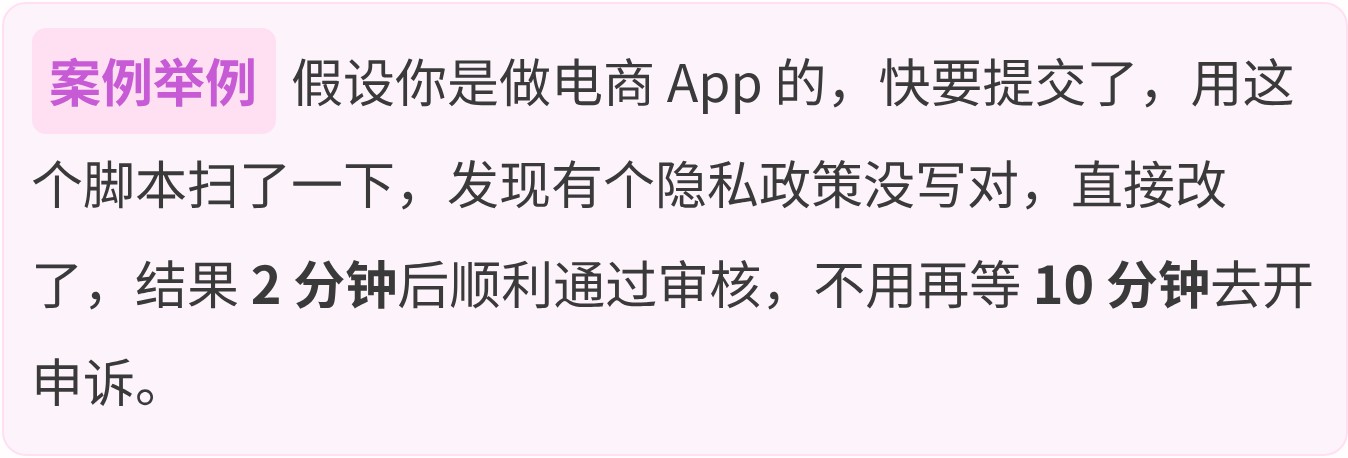 案例举例 假设你是做电商 App 的，快要提交了，用这
个脚本扫了一下，发现有个隐私政策没写对，直接改
了，结果 2 分钟后顺利通过审核，不用再等 10 分钟去开
申诉。